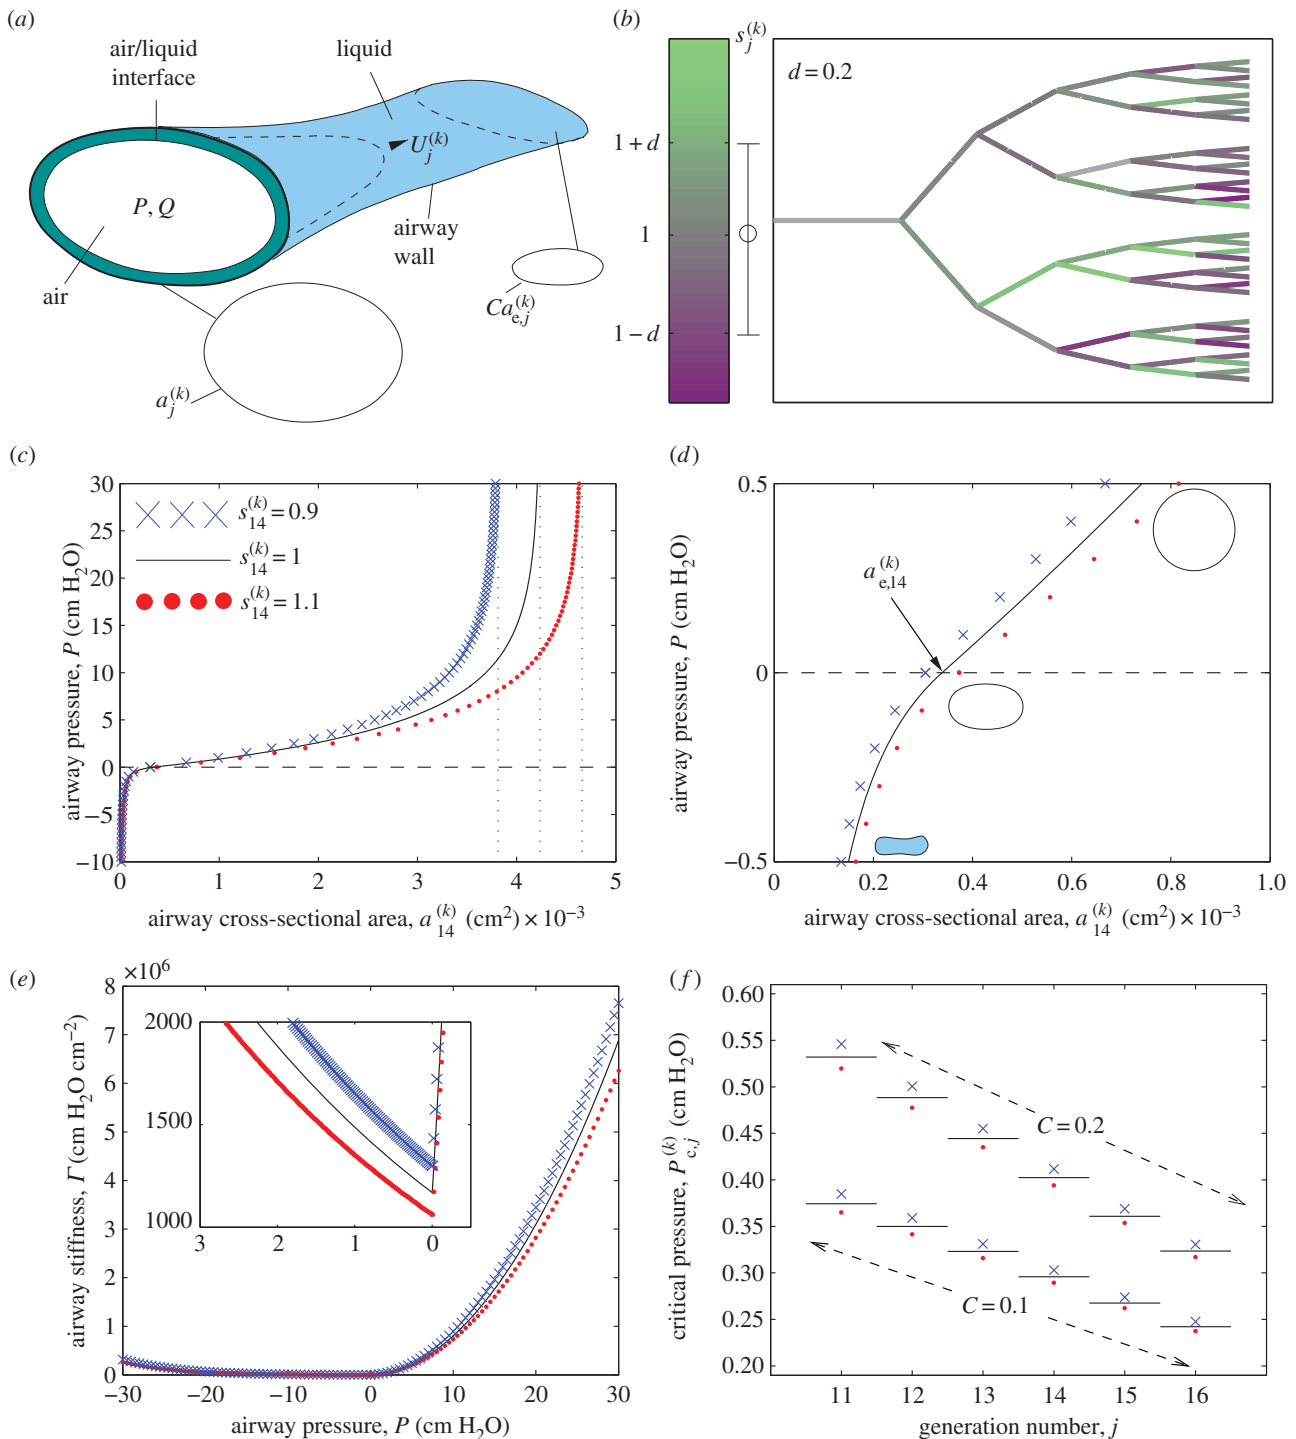 (a)
air/liquid
interface
liquid
U_j^(k)
P, Q
airway
wall
air
Ca_e,j^(k)
a_j^(k)
(b)
s_j^(k)
d = 0.2
1 + d
1
1 − d
(c)
30
25
20
15
10
5
0
−5
−10
s_14^(k) = 0.9
s_14^(k) = 1
s_14^(k) = 1.1
airway pressure, P (cm H₂O)
0 1 2 3 4 5
airway cross-sectional area, a_14^(k) (cm²) × 10⁻³
(d)
0.5
0
−0.5
a_e,14^(k)
airway pressure, P (cm H₂O)
0 0.2 0.4 0.6 0.8 1.0
airway cross-sectional area, a_14^(k) (cm²) × 10⁻³
(e)
×10⁶
8
7
6
5
4
3
2
1
0
2000
1500
1000
3 2 1 0
airway stiffness, Γ (cm H₂O cm⁻²)
−30 −20 −10 0 10 20 30
airway pressure, P (cm H₂O)
(f)
0.60
0.55
0.50
0.45
0.40
0.35
0.30
0.25
0.20
C = 0.2
C = 0.1
critical pressure, P_c,j^(k) (cm H₂O)
11 12 13 14 15 16
generation number, j